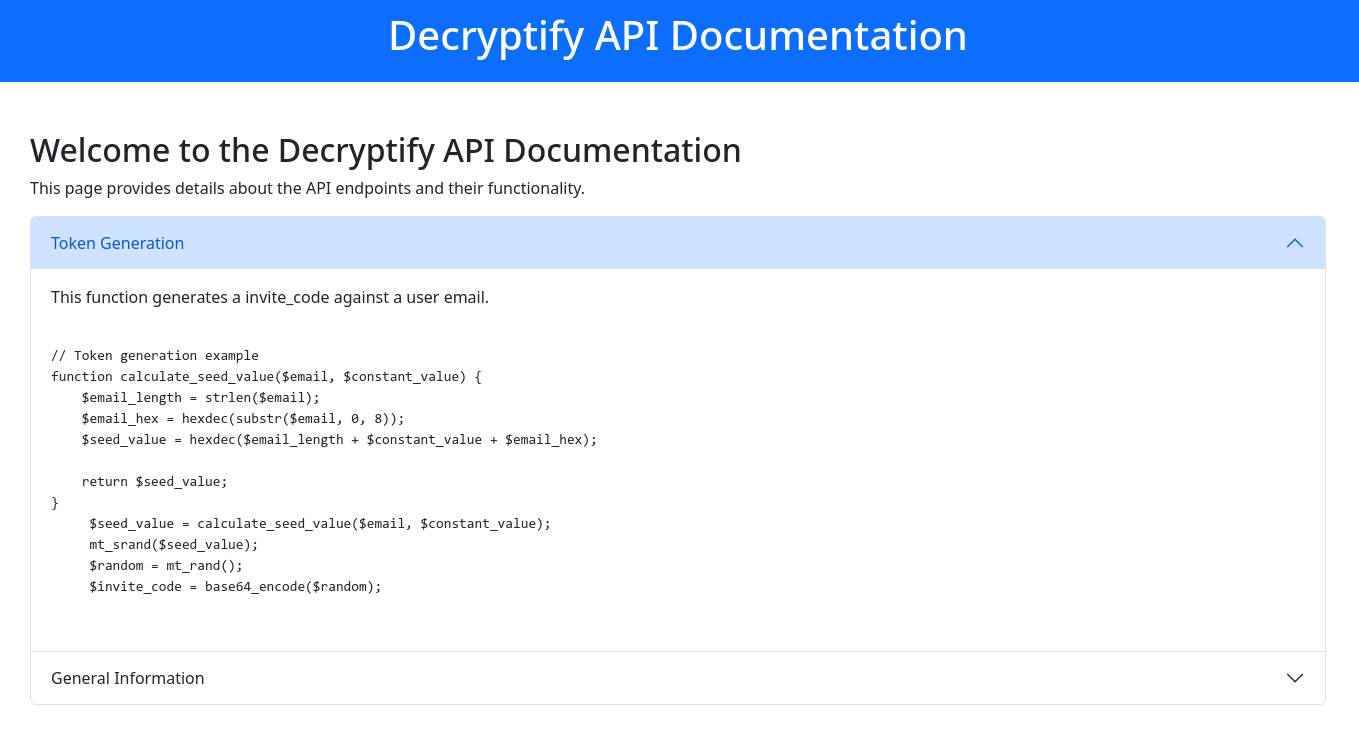 Decryptify API Documentation
Welcome to the Decryptify API Documentation
This page provides details about the API endpoints and their functionality.
Token Generation
This function generates a invite_code against a user email.
// Token generation example
function calculate_seed_value($email, $constant_value) {
    $email_length = strlen($email);
    $email_hex = hexdec(substr($email, 0, 8));
    $seed_value = hexdec($email_length + $constant_value + $email_hex);
    return $seed_value;
}
     $seed_value = calculate_seed_value($email, $constant_value);
     mt_srand($seed_value);
     $random = mt_rand();
     $invite_code = base64_encode($random);
General Information